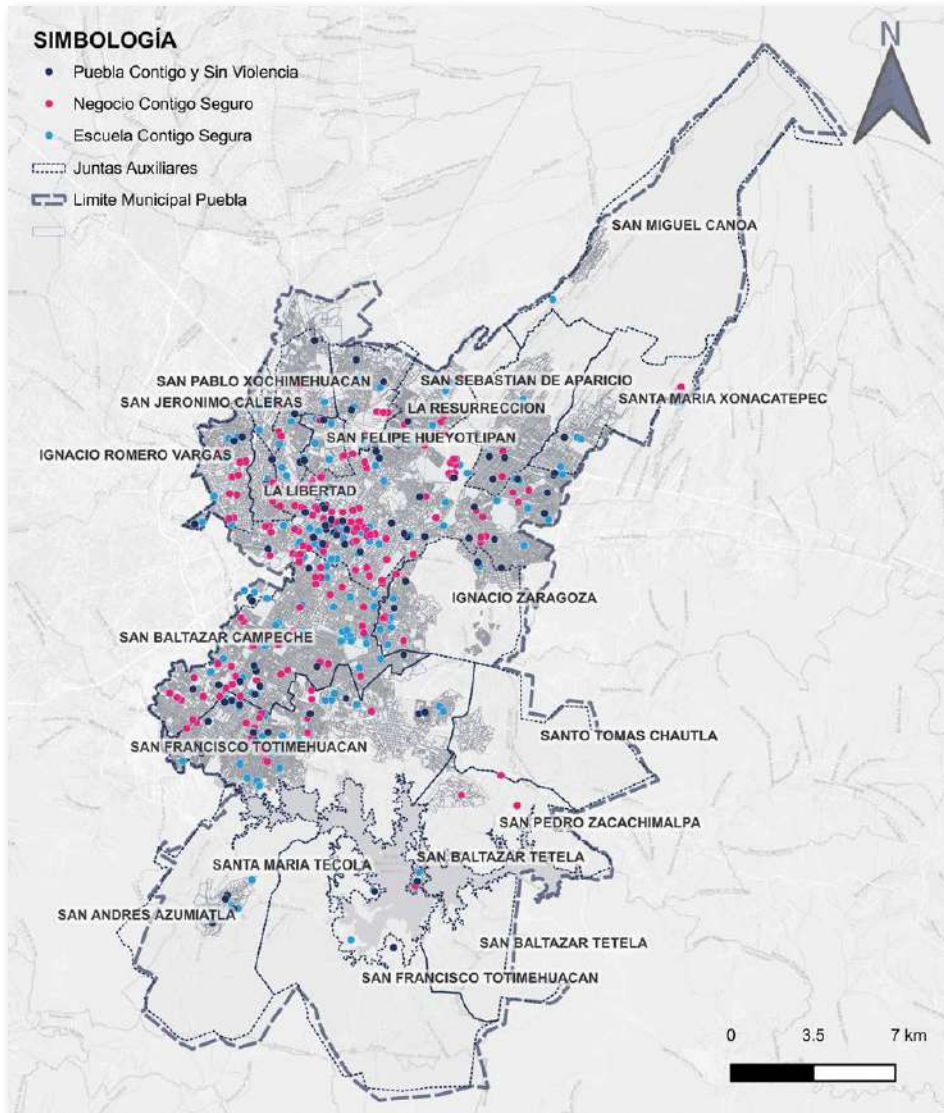 SIMBOLOGÍA
Puebla Contigo y Sin Violencia
Negocio Contigo Seguro
Escuela Contigo Segura
Juntas Auxiliares
Limite Municipal Puebla
N
SAN MIGUEL CANOA
SAN PABLO XOCHIMEHUACAN
SAN SEBASTIAN DE APARICIO
SANTA MARIA XONACATEPEC
SAN JERONIMO CALERAS
LA RESURRECCION
SAN FELIPE HUEYOTLIPAN
IGNACIO ROMERO VARGAS
LA LIBERTAD
IGNACIO ZARAGOZA
SAN BALTAZAR CAMPECHE
SANTO TOMAS CHAUTLA
SAN FRANCISCO TOTIMEHUACAN
SAN PEDRO ZACACHIMALPA
SANTA MARIA TECOLA
SAN BALTAZAR TETELA
SAN ANDRES AZUMIATLA
SAN BALTAZAR TETELA
SAN FRANCISCO TOTIMEHUACAN
0 3.5 7 km